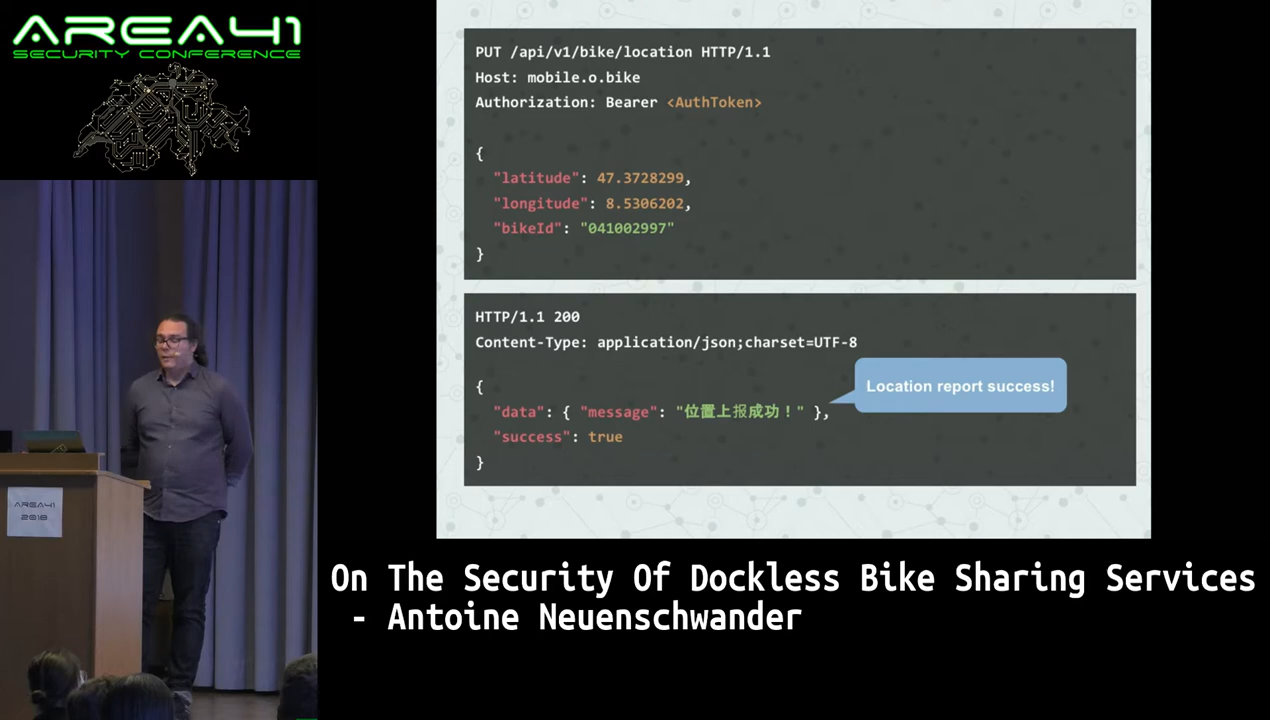 AREA41
SECURITY CONFERENCE
PUT /api/v1/bike/location HTTP/1.1
Host: mobile.o.bike
Authorization: Bearer <AuthToken>
{
"latitude": 47.3728299,
"longitude": 8.5306202,
"bikeId": "041002997"
}
HTTP/1.1 200
Content-Type: application/json;charset=UTF-8
{
"data": { "message": "位置上报成功！" },
"success": true
}
Location report success!
AREA41
2018
On The Security Of Dockless Bike Sharing Services
- Antoine Neuenschwander